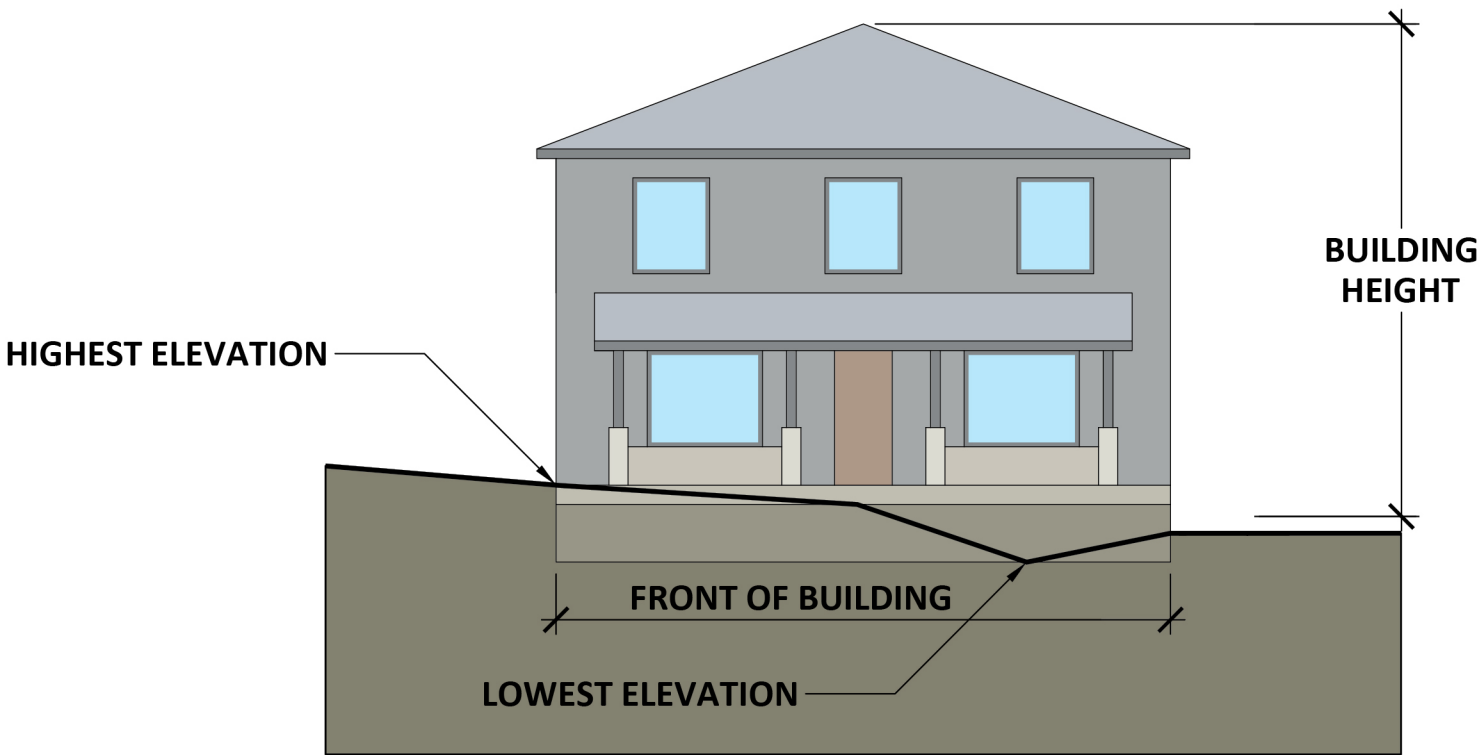 BUILDING
HEIGHT
HIGHEST ELEVATION
FRONT OF BUILDING
LOWEST ELEVATION